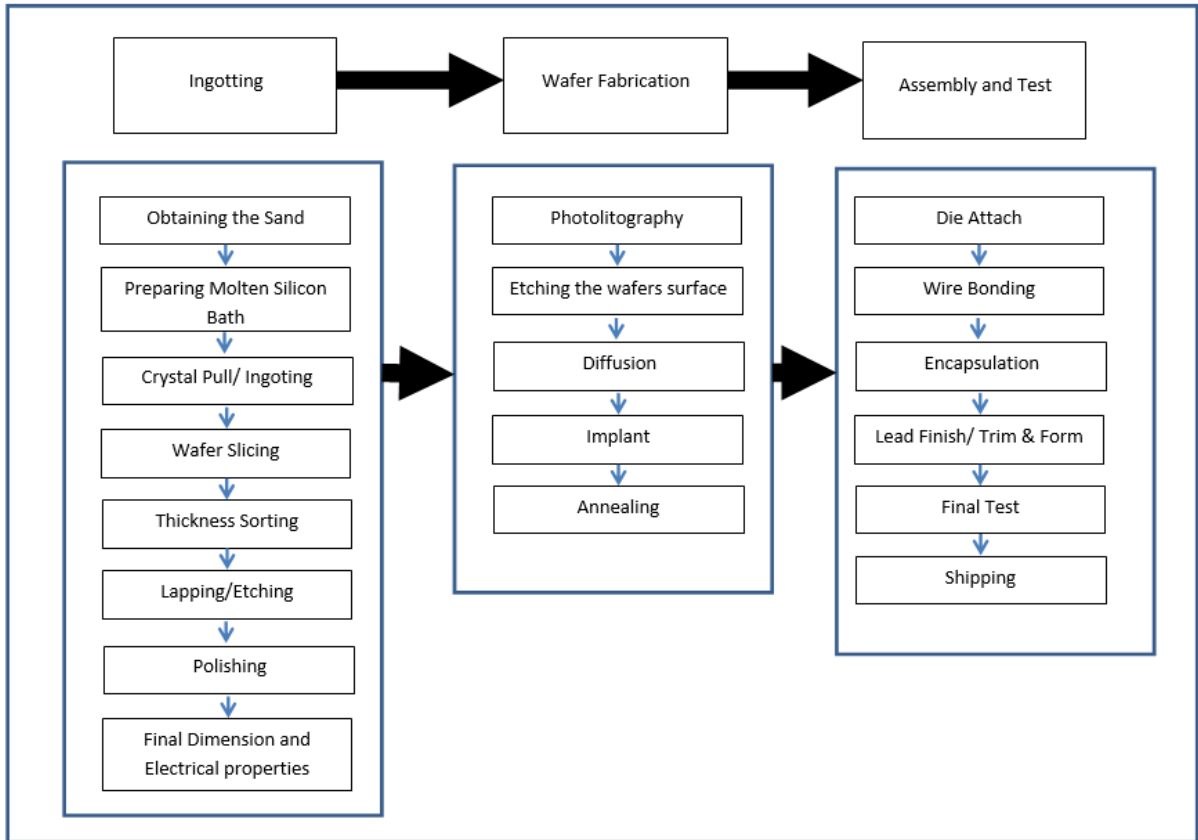 Ingotting
Wafer Fabrication
Assembly and Test
Obtaining the Sand
Preparing Molten Silicon
Bath
Crystal Pull/ Ingoting
Wafer Slicing
Thickness Sorting
Lapping/Etching
Polishing
Final Dimension and
Electrical properties
Photolitography
Etching the wafers surface
Diffusion
Implant
Annealing
Die Attach
Wire Bonding
Encapsulation
Lead Finish/ Trim & Form
Final Test
Shipping